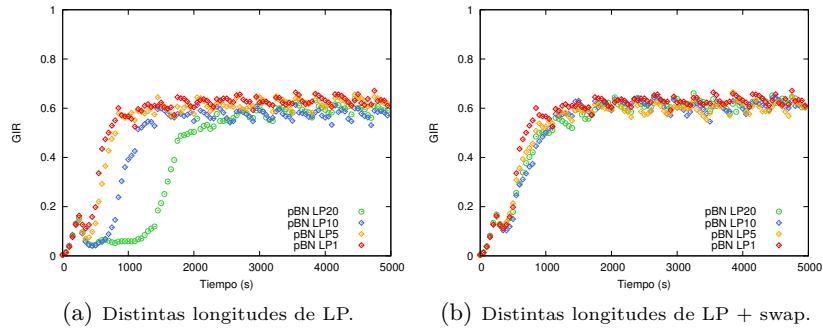 1
0.8
0.6
0.4
0.2
0
GIR
0 1000 2000 3000 4000 5000
Tiempo (s)
pBN LP20
pBN LP10
pBN LP5
pBN LP1
(a) Distintas longitudes de LP.
1
0.8
0.6
0.4
0.2
0
GIR
0 1000 2000 3000 4000 5000
Tiempo (s)
pBN LP20
pBN LP10
pBN LP5
pBN LP1
(b) Distintas longitudes de LP + swap.